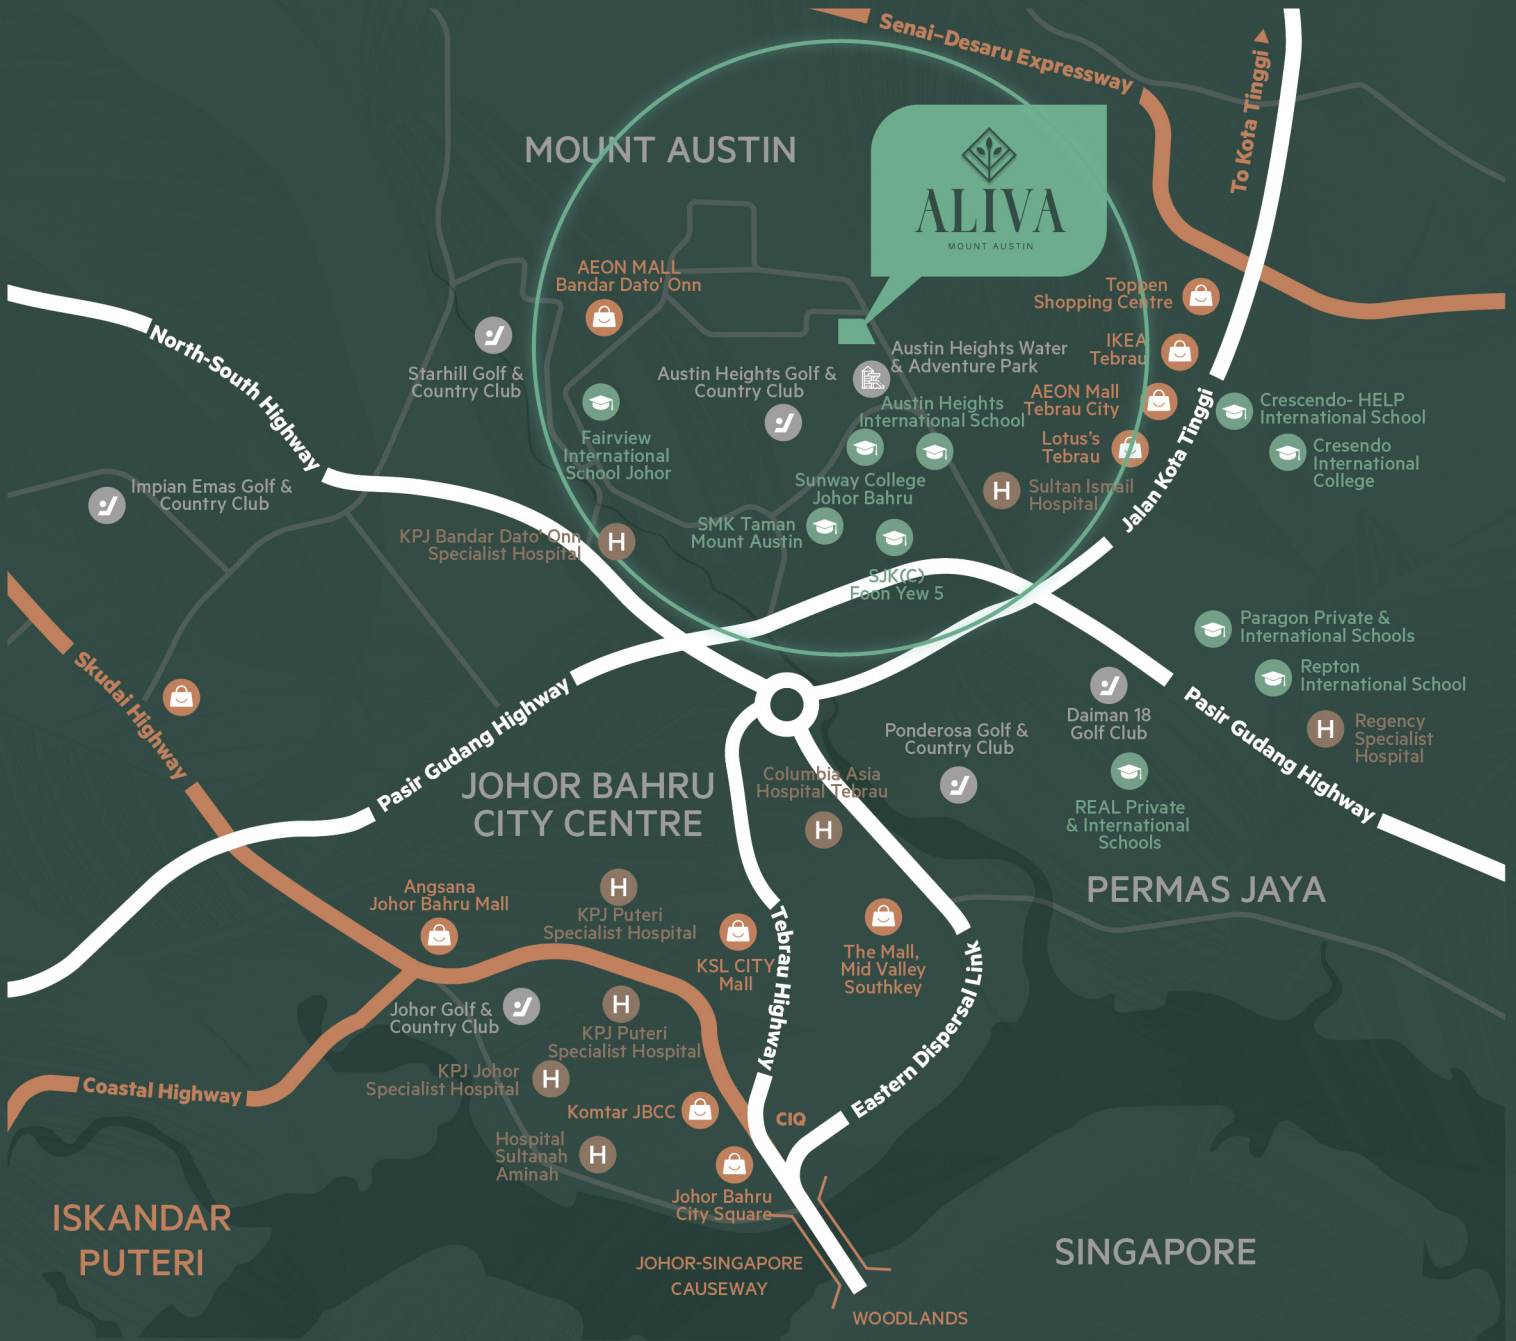 Senai-Desaru Expressway
To Kota Tinggi
MOUNT AUSTIN
ALIVA
MOUNT AUSTIN
AEON MALL
Bandar Dato' Onn
Toppen
Shopping Centre
North-South Highway
Starhill Golf &
Country Club
Austin Heights Golf &
Country Club
Austin Heights Water
& Adventure Park
IKEA
Tebrau
AEON Mall
Tebrau City
Jalan Kota Tinggi
Crescendo- HELP
International School
Fairview
International
School Johor
Austin Heights
International School
Lotus's
Tebrau
Cresendo
International
College
Impian Emas Golf &
Country Club
Sunway College
Johor Bahru
H
Sultan Ismail
Hospital
KPJ Bandar Dato' Onn
Specialist Hospital
H
SMK Taman
Mount Austin
SJK(C)
Foon Yew 5
Paragon Private &
International Schools
Skudai Highway
Repton
International School
Pasir Gudang Highway
Daiman 18
Golf Club
Pasir Gudang Highway
H
Regency
Specialist
Hospital
Ponderosa Golf &
Country Club
JOHOR BAHRU
CITY CENTRE
Columbia Asia
Hospital Tebrau
H
REAL Private
& International
Schools
PERMAS JAYA
Angsana
Johor Bahru Mall
H
KPJ Puteri
Specialist Hospital
KSL CITY
Mall
Tebrau Highway
The Mall,
Mid Valley
Southkey
Eastern Dispersal Link
Johor Golf &
Country Club
H
KPJ Puteri
Specialist Hospital
Coastal Highway
KPJ Johor
Specialist Hospital
H
Komtar JBCC
CIQ
Hospital
Sultanah
Aminah
H
Johor Bahru
City Square
ISKANDAR
PUTERI
JOHOR-SINGAPORE
CAUSEWAY
SINGAPORE
WOODLANDS